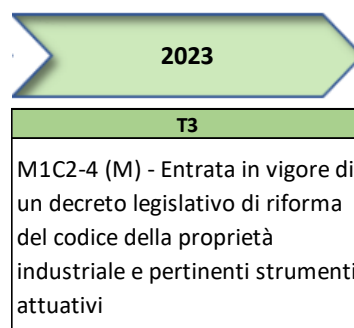 2023
T3
M1C2-4 (M) - Entrata in vigore di
un decreto legislativo di riforma
del codice della proprietà
industriale e pertinenti strumenti
attuativi